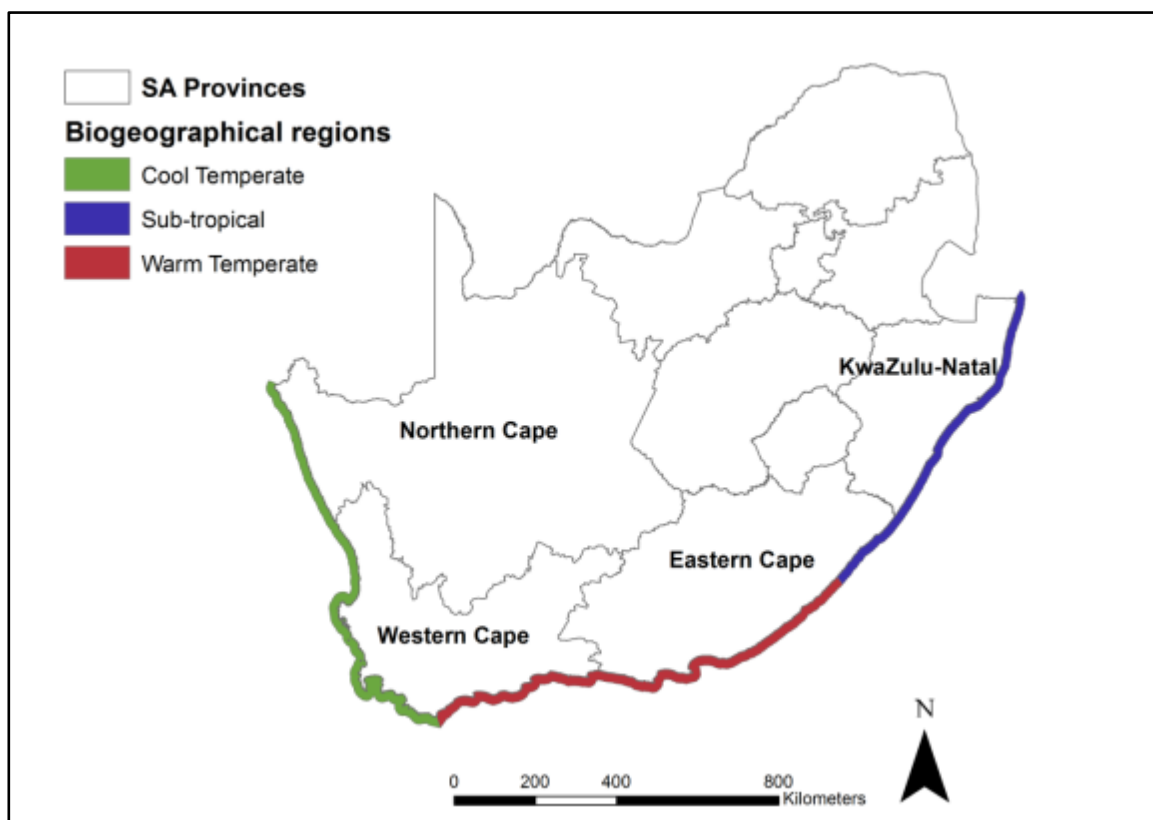 SA Provinces
Biogeographical regions
Cool Temperate
Sub-tropical
Warm Temperate
KwaZulu-Natal
Northern Cape
Eastern Cape
Western Cape
N
0 200 400 800
Kilometers